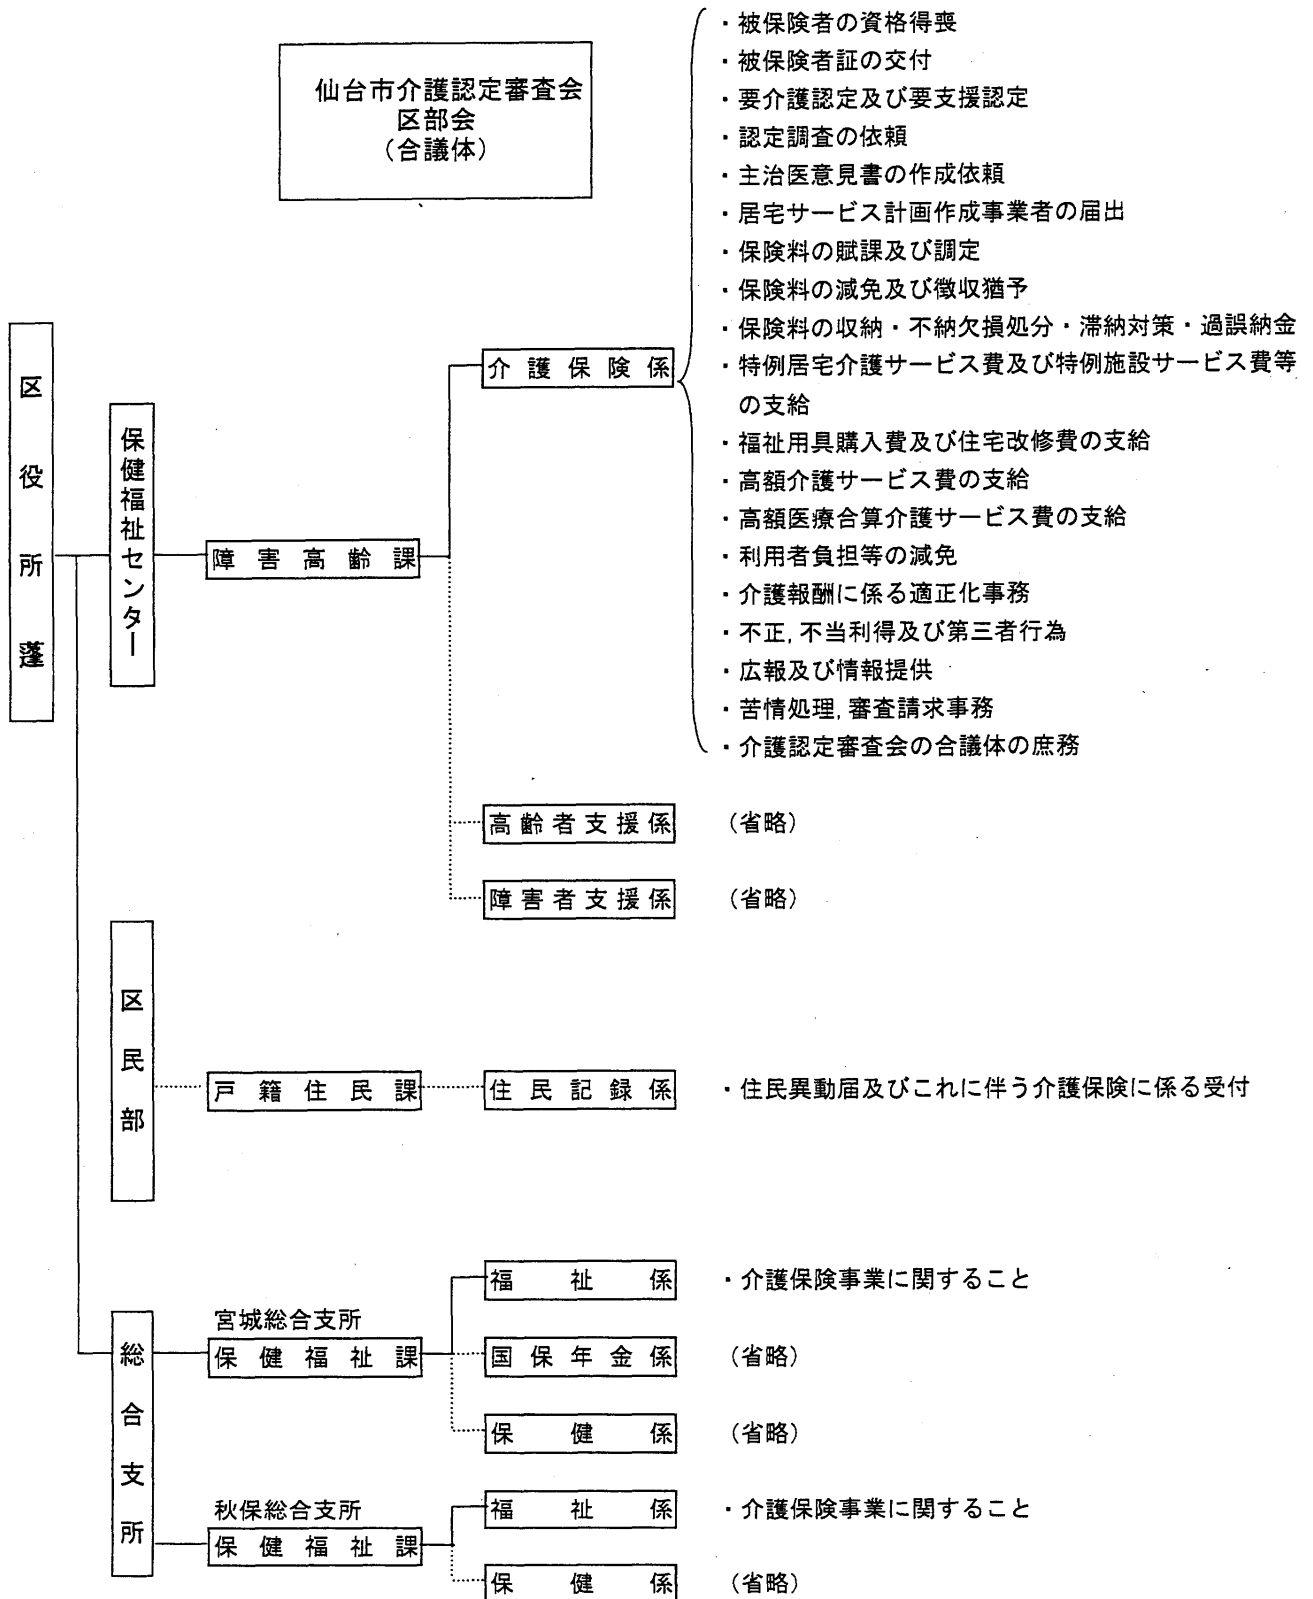 仙台市介護認定審査会
区部会
（合議体）
区役所蓬
保健福祉センター
障害高齢課
介護保険係
・被保険者の資格得喪
・被保険者証の交付
・要介護認定及び要支援認定
・認定調査の依頼
・主治医意見書の作成依頼
・居宅サービス計画作成事業者の届出
・保険料の賦課及び調定
・保険料の減免及び徴収猶予
・保険料の収納・不納欠損処分・滞納対策・過誤納金
・特例居宅介護サービス費及び特例施設サービス費等
の支給
・福祉用具購入費及び住宅改修費の支給
・高額介護サービス費の支給
・高額医療合算介護サービス費の支給
・利用者負担等の減免
・介護報酬に係る適正化事務
・不正,不当利得及び第三者行為
・広報及び情報提供
・苦情処理,審査請求事務
・介護認定審査会の合議体の庶務
高齢者支援係
（省略）
障害者支援係
（省略）
区民部
戸籍住民課
住民記録係
・住民異動届及びこれに伴う介護保険に係る受付
総合支所
宮城総合支所
保健福祉課
福祉係
・介護保険事業に関すること
国保年金係
（省略）
保健係
（省略）
秋保総合支所
保健福祉課
福祉係
・介護保険事業に関すること
保健係
（省略）